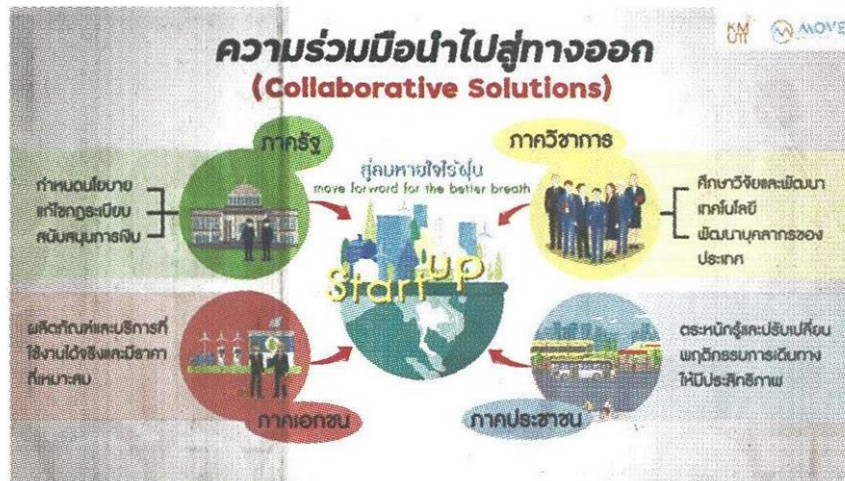 ความร่วมมือนำไปสู่ทางออก
(Collaborative Solutions)
KM
UTT
MOVE
ภาครัฐ
กำหนดนโยบาย
แก้ไขกฎระเบียบ
สนับสนุนการเงิน
สู่ลมหายใจไร้ฝุ่น
move forward for the better breath
ภาควิชาการ
ศึกษาวิจัยและพัฒนา
เทคโนโลยี
พัฒนาบุคลากรของ
ประเทศ
Start up
ผลิตภัณฑ์และบริการที่
ใช้งานได้จริงและมีราคา
ที่เหมาะสม
ภาคเอกชน
ตระหนักรู้และปรับเปลี่ยน
พฤติกรรมการเดินทาง
ให้มีประสิทธิภาพ
ภาคประชาชน